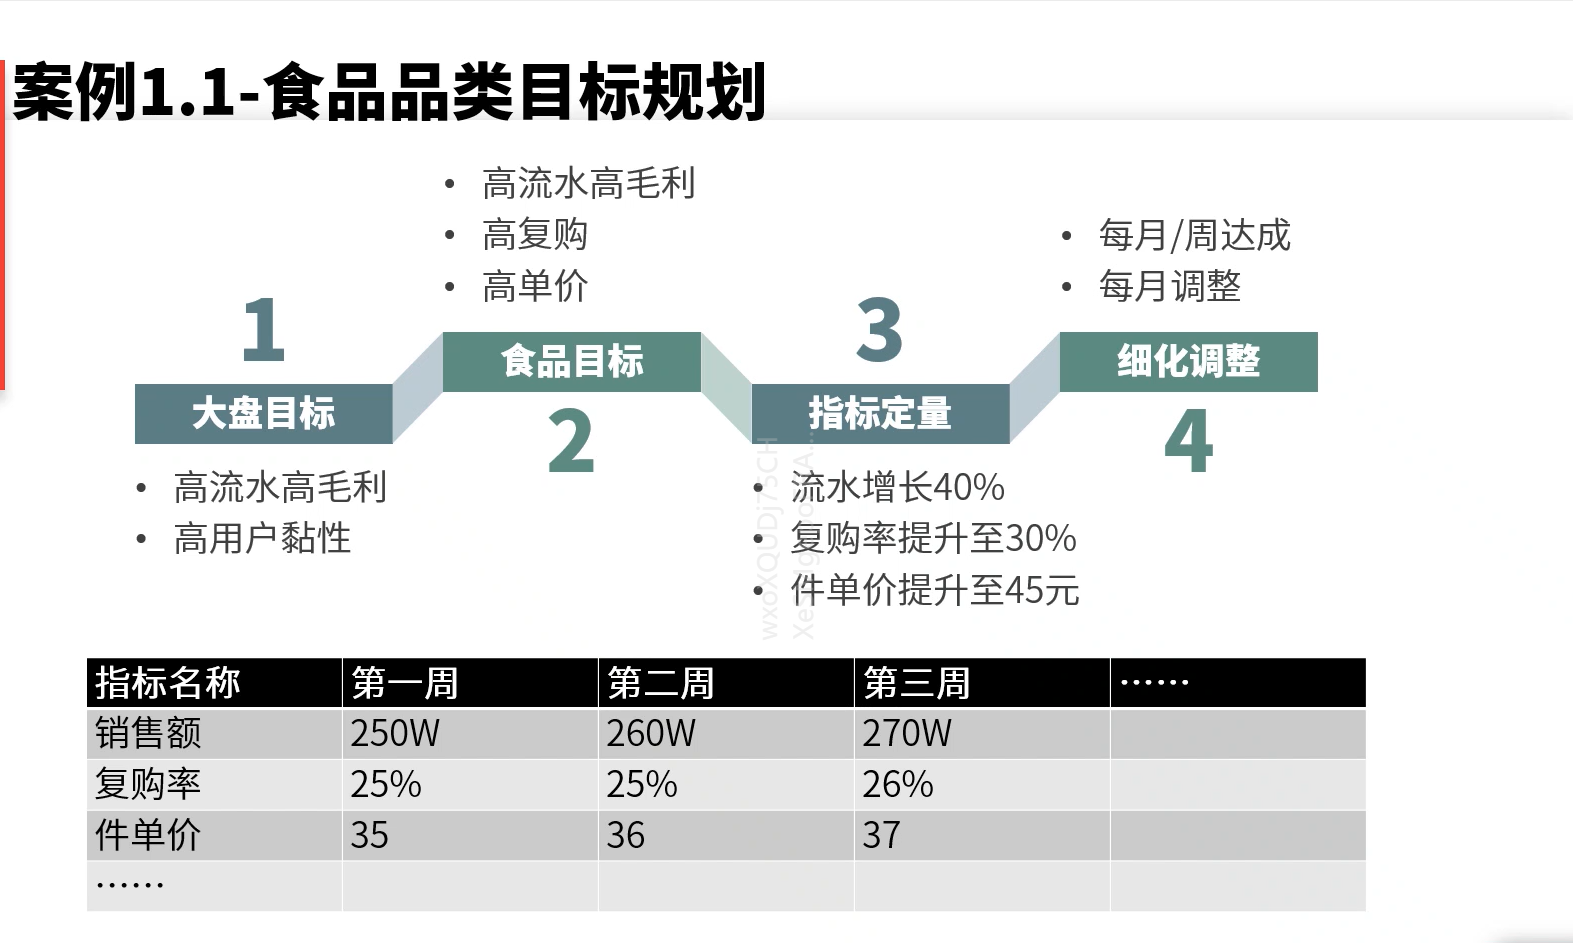 案例1.1-食品品类目标规划
• 高流水高毛利
• 高复购
• 高单价
• 每月/周达成
• 每月调整
1
3
食品目标
细化调整
大盘目标
指标定量
2
4
• 高流水高毛利
• 高用户黏性
• 流水增长40%
• 复购率提升至30%
• 件单价提升至45元
指标名称 第一周 第二周 第三周 ……
销售额 250W 260W 270W
复购率 25% 25% 26%
件单价 35 36 37
……